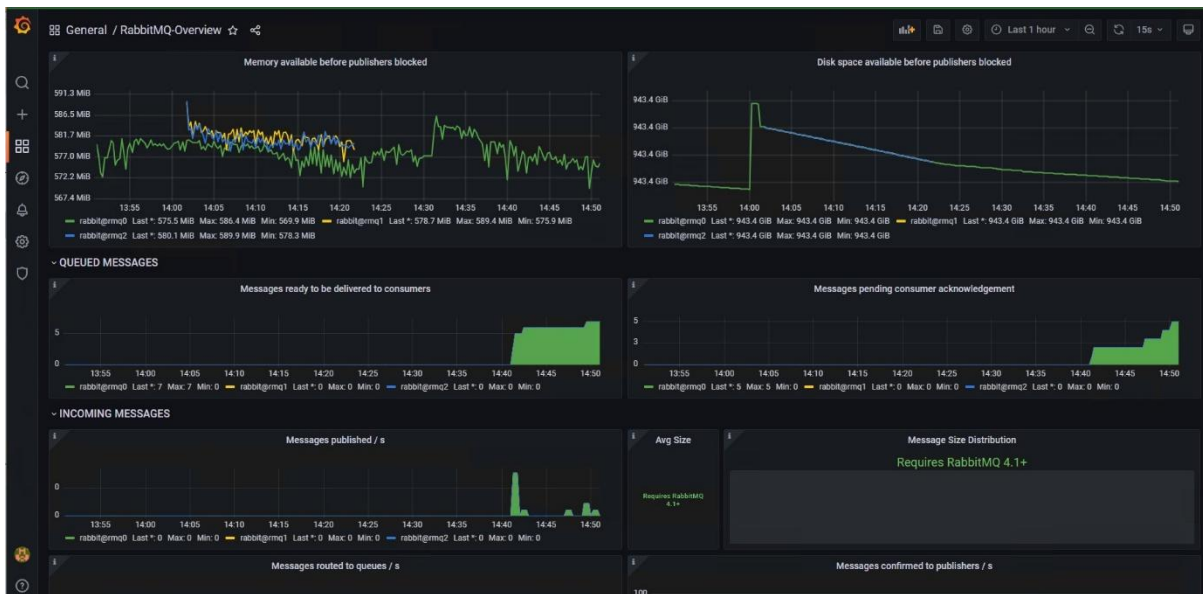 General / RabbitMQ-Overview
Last 1 hour
15s
Memory available before publishers blocked
591.3 MiB
586.5 MiB
581.7 MiB
577.0 MiB
572.2 MiB
567.4 MiB
13:55 14:00 14:05 14:10 14:15 14:20 14:25 14:30 14:35 14:40 14:45 14:50
rabbit@rmq0 Last *: 575.5 MiB Max: 586.4 MiB Min: 569.9 MiB rabbit@rmq1 Last *: 578.7 MiB Max: 589.4 MiB Min: 575.9 MiB
rabbit@rmq2 Last *: 580.1 MiB Max: 589.9 MiB Min: 578.3 MiB
Disk space available before publishers blocked
943.4 GiB
943.4 GiB
943.4 GiB
943.4 GiB
13:55 14:00 14:05 14:10 14:15 14:20 14:25 14:30 14:35 14:40 14:45 14:50
rabbit@rmq0 Last *: 943.4 GiB Max: 943.4 GiB Min: 943.4 GiB rabbit@rmq1 Last *: 943.4 GiB Max: 943.4 GiB Min: 943.4 GiB
rabbit@rmq2 Last *: 943.4 GiB Max: 943.4 GiB Min: 943.4 GiB
QUEUED MESSAGES
Messages ready to be delivered to consumers
5
0
13:55 14:00 14:05 14:10 14:15 14:20 14:25 14:30 14:35 14:40 14:45 14:50
rabbit@rmq0 Last *: 7 Max: 7 Min: 0 rabbit@rmq1 Last *: 0 Max: 0 Min: 0 rabbit@rmq2 Last *: 0 Max: 0 Min: 0
Messages pending consumer acknowledgement
5
3
0
13:55 14:00 14:05 14:10 14:15 14:20 14:25 14:30 14:35 14:40 14:45 14:50
rabbit@rmq0 Last *: 5 Max: 5 Min: 0 rabbit@rmq1 Last *: 0 Max: 0 Min: 0 rabbit@rmq2 Last *: 0 Max: 0 Min: 0
INCOMING MESSAGES
Messages published / s
0
0
13:55 14:00 14:05 14:10 14:15 14:20 14:25 14:30 14:35 14:40 14:45 14:50
rabbit@rmq0 Last *: 0 Max: 0 Min: 0 rabbit@rmq1 Last *: 0 Max: 0 Min: 0 rabbit@rmq2 Last *: 0 Max: 0 Min: 0
Avg Size
Requires RabbitMQ
4.1+
Message Size Distribution
Requires RabbitMQ 4.1+
Messages routed to queues / s
Messages confirmed to publishers / s
100